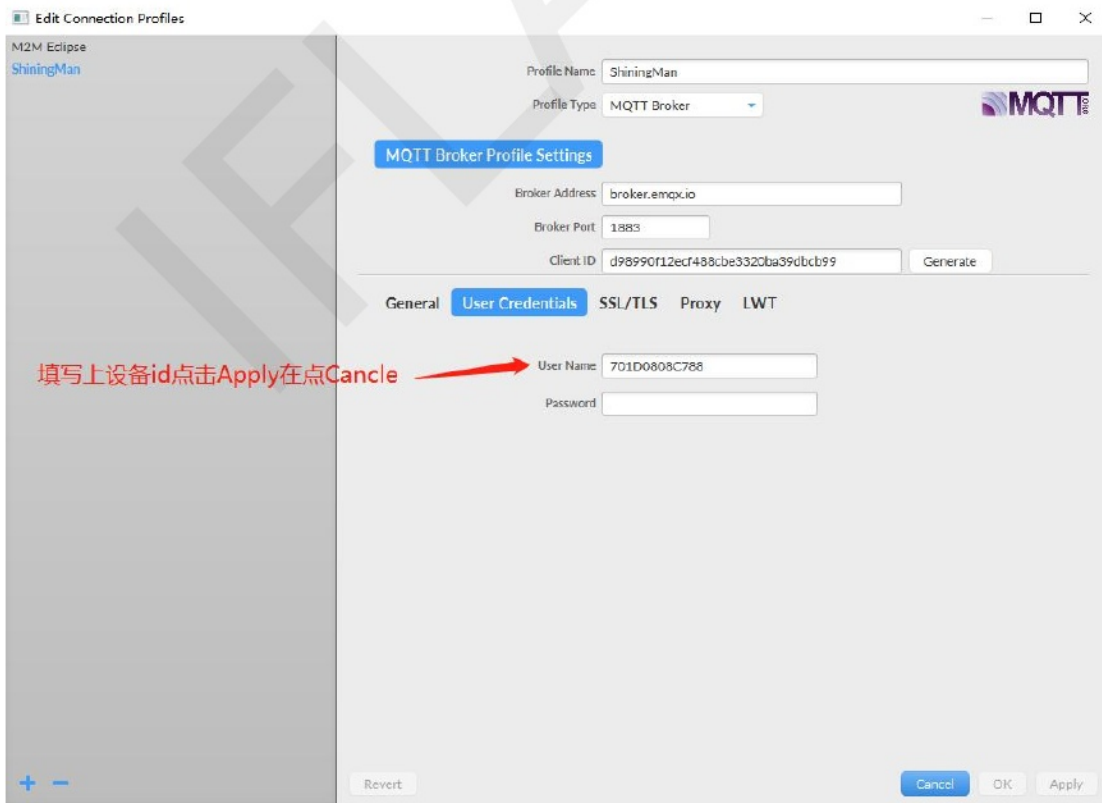 Edit Connection Profiles
M2M Eclipse
ShiningMan
Profile Name ShiningMan
Profile Type MQTT Broker
MQTT
MQTT Broker Profile Settings
Broker Address broker.emqx.io
Broker Port 1883
Client ID d98990f12ecf488cbe3320ba39dbcb99 Generate
General User Credentials SSL/TLS Proxy LWT
填写上设备id点击Apply在点Cancle
User Name 701D0808C788
Password
Revert Cancel OK Apply